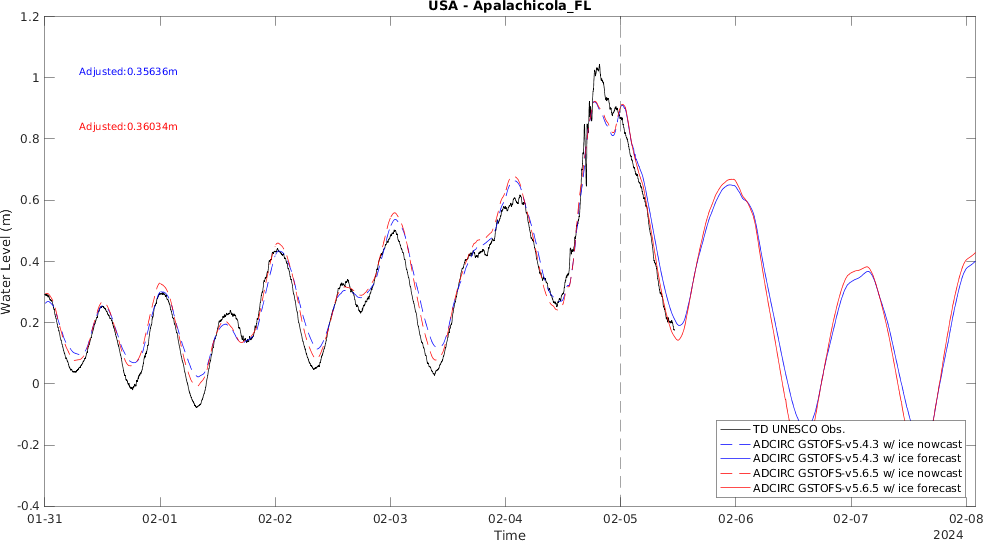 USA - Apalachicola_FL
1.2
1
0.8
0.6
0.4
0.2
0
-0.2
-0.4
Water Level (m)
Adjusted:0.35636m
Adjusted:0.36034m
TD UNESCO Obs.
ADCIRC GSTOFS-v5.4.3 w/ ice nowcast
ADCIRC GSTOFS-v5.4.3 w/ ice forecast
ADCIRC GSTOFS-v5.6.5 w/ ice nowcast
ADCIRC GSTOFS-v5.6.5 w/ ice forecast
01-31 02-01 02-02 02-03 02-04 02-05 02-06 02-07 02-08
Time
2024